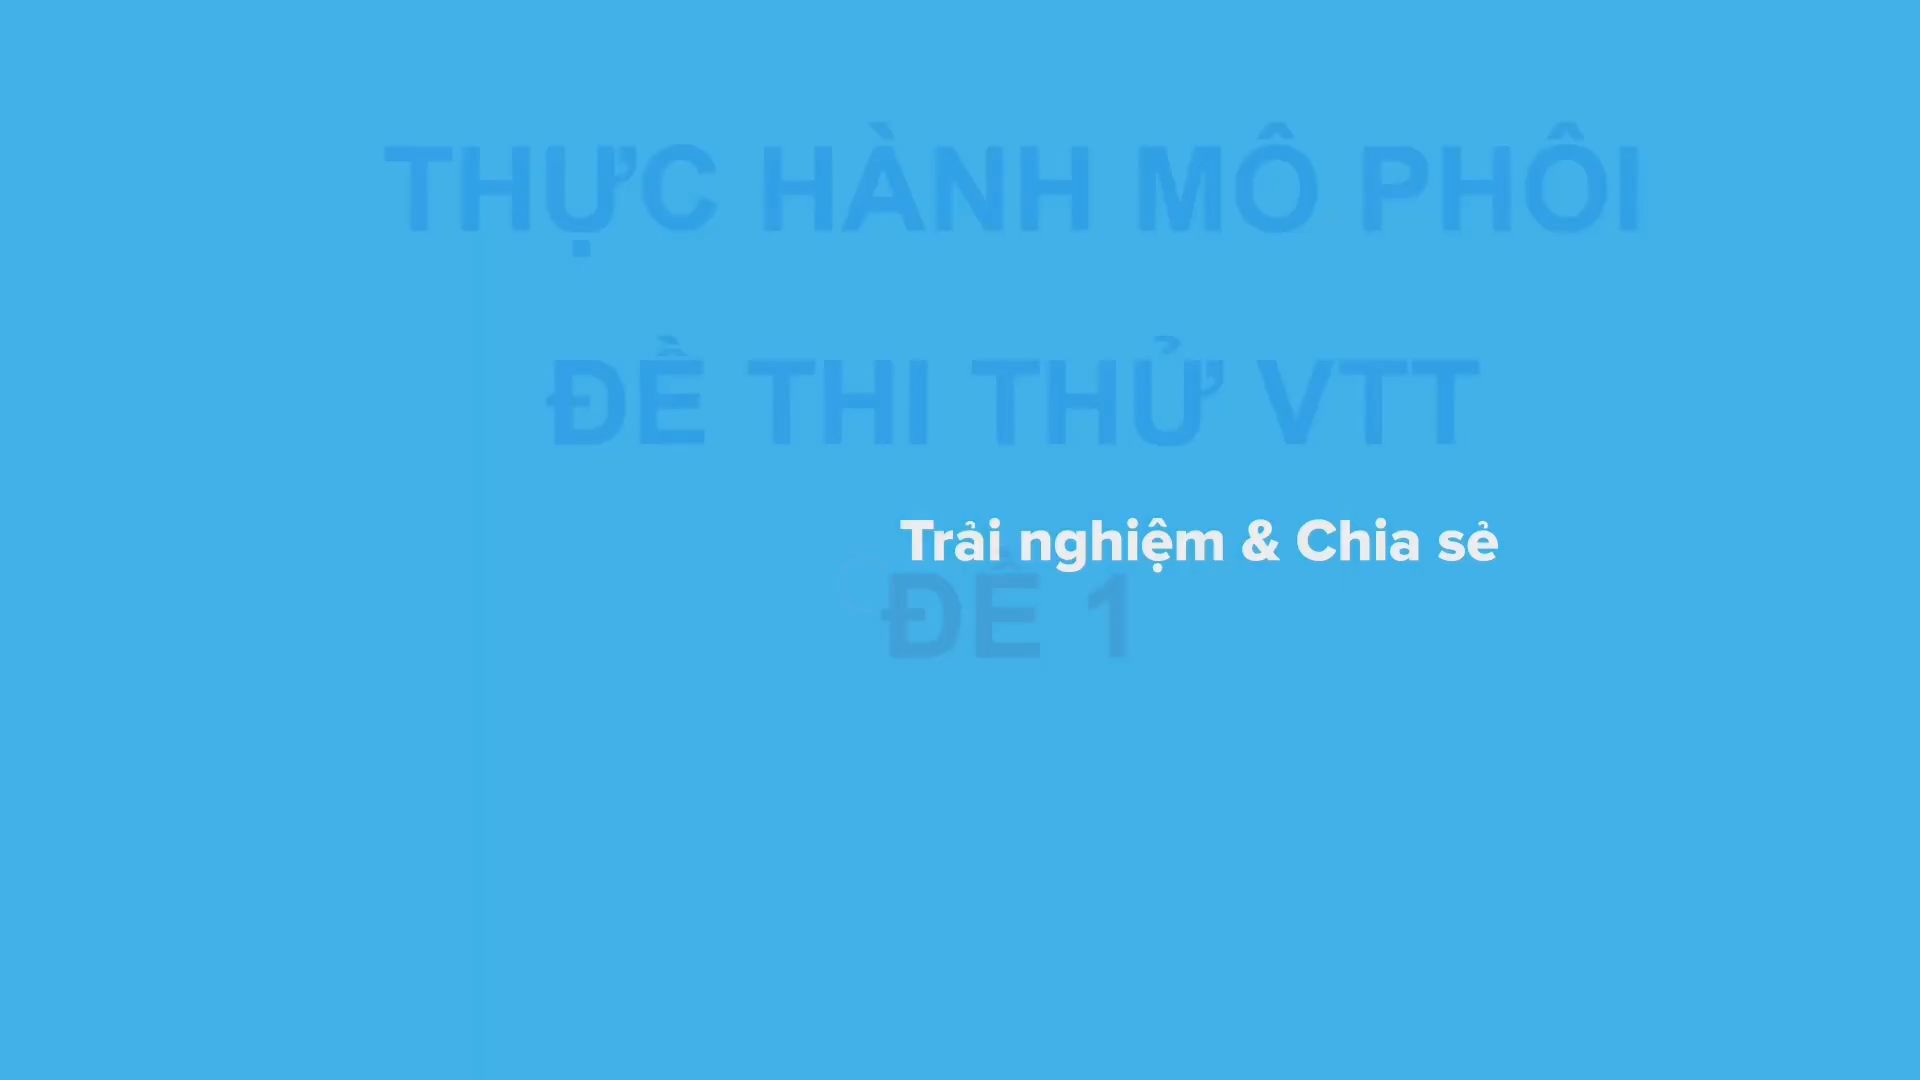 THỰC HÀNH MÔ PHÔI
ĐỀ THI THỬ VTT
Trải nghiệm & Chia sẻ
ĐỀ 1